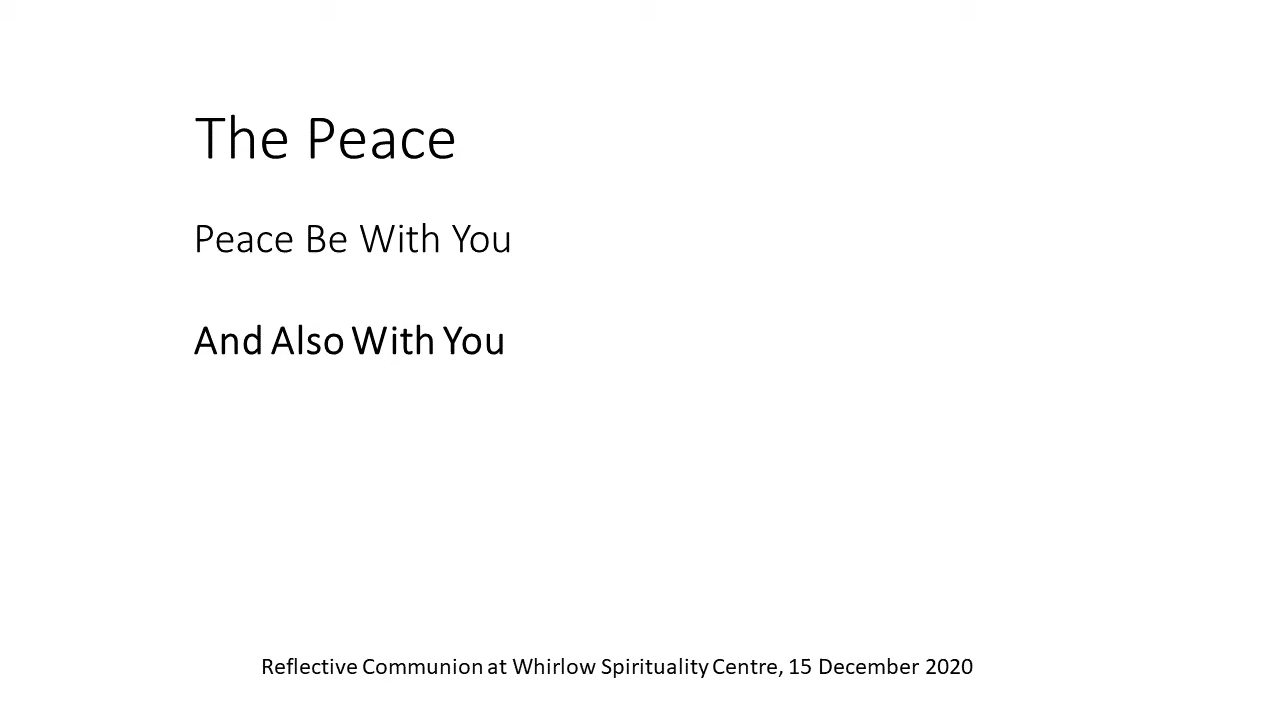 The Peace
Peace Be With You
And Also With You
Reflective Communion at Whirlow Spirituality Centre, 15 December 2020